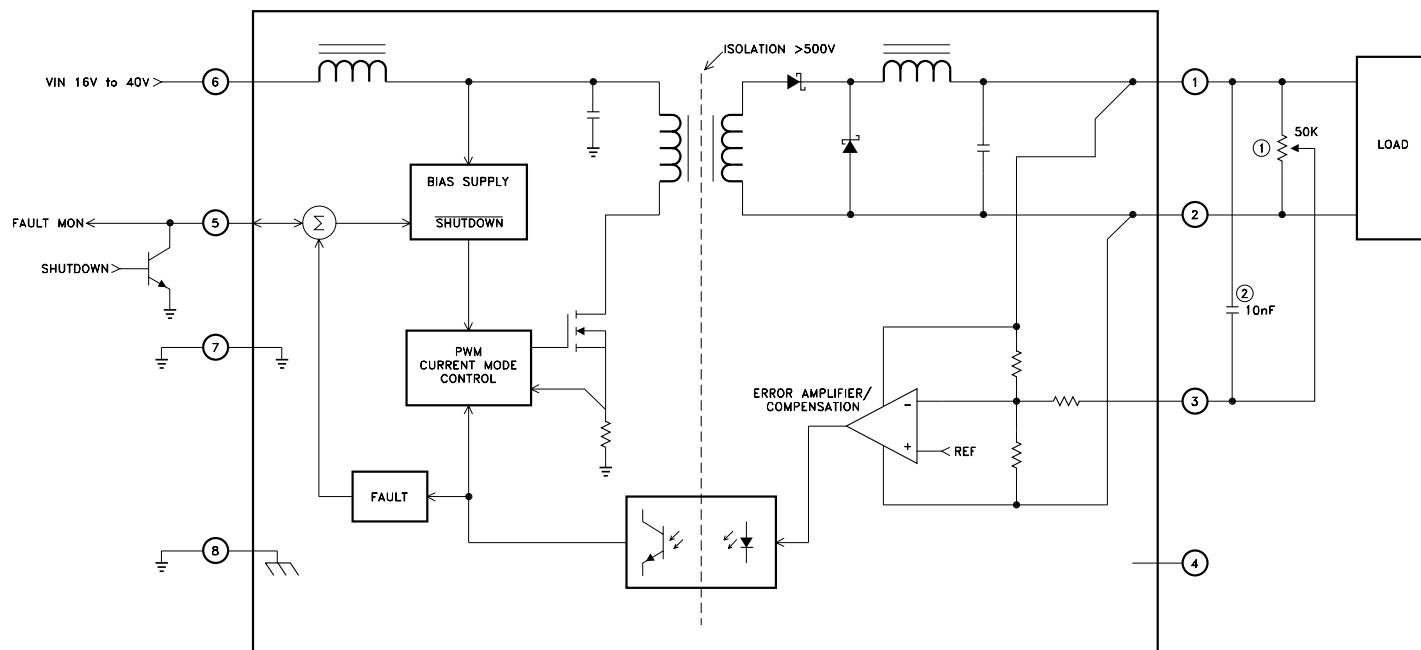 ISOLATION >500V
VIN 16V to 40V
6
1
50K
1
LOAD
BIAS SUPPLY
SHUTDOWN
FAULT MON
5
Σ
2
SHUTDOWN
2
10nF
7
PWM
CURRENT MODE
CONTROL
ERROR AMPLIFIER/
COMPENSATION
-
3
+
REF
FAULT
8
4